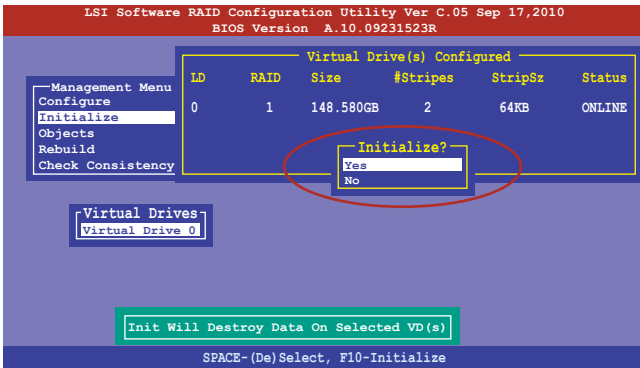 LSI Software RAID Configuration Utility Ver C.05 Sep 17,2010
BIOS Version A.10.09231523R
Virtual Drive(s) Configured
LD RAID Size #Stripes StripSz Status
0 1 148.580GB 2 64KB ONLINE
Management Menu
Configure
Initialize
Objects
Rebuild
Check Consistency
Initialize?
Yes
No
Virtual Drives
Virtual Drive 0
Init Will Destroy Data On Selected VD(s)
SPACE-(De)Select, F10-Initialize